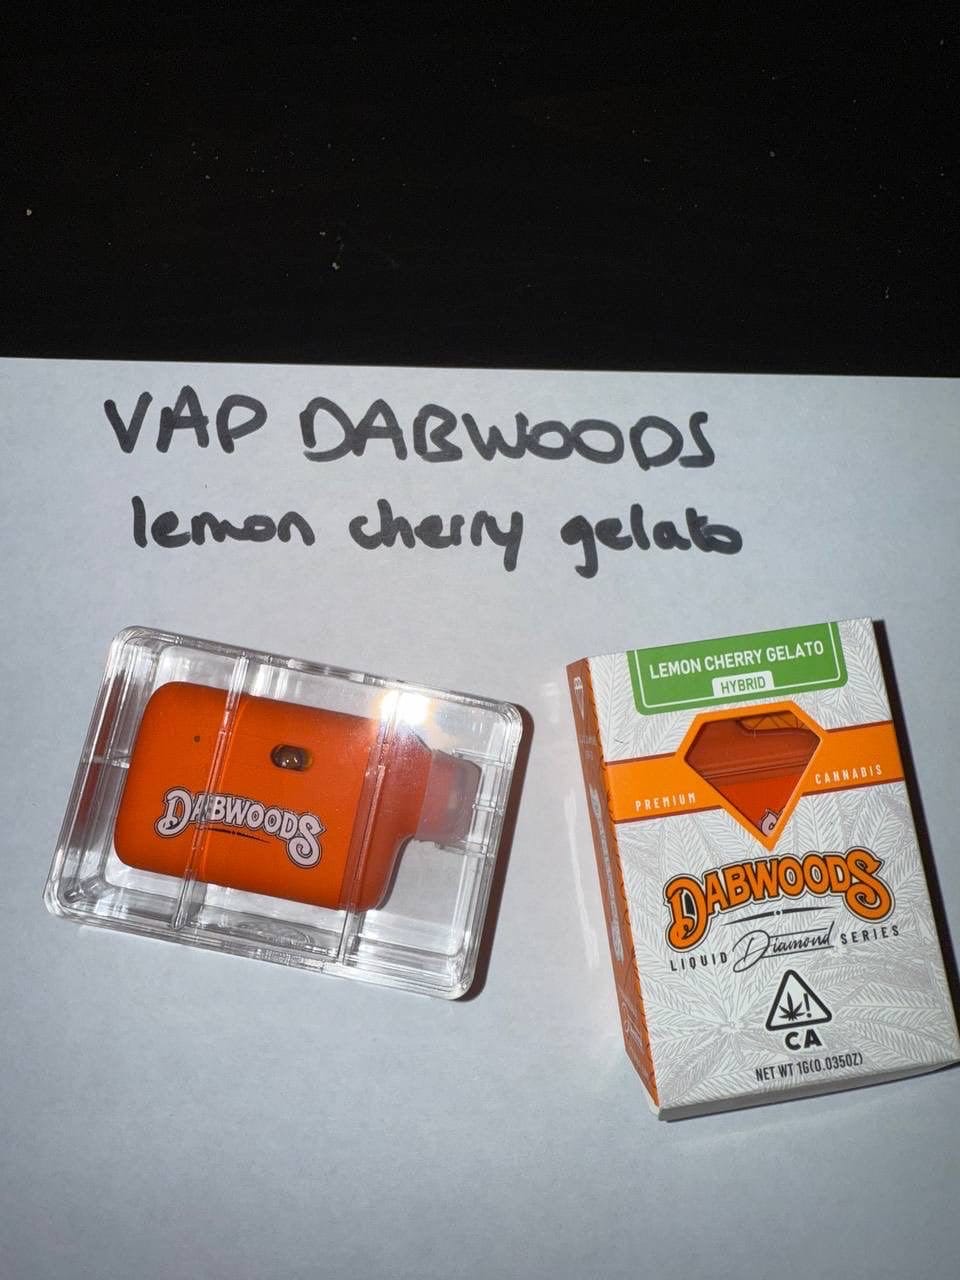 VAP DABWOODS
lemon cherry gelato
DABWOODS
LEMON CHERRY GELATO
HYBRID
PREMIUM CANNABIS
DABWOODS
LIQUID Diamond SERIES
CA
NET WT 1G(0.035OZ)